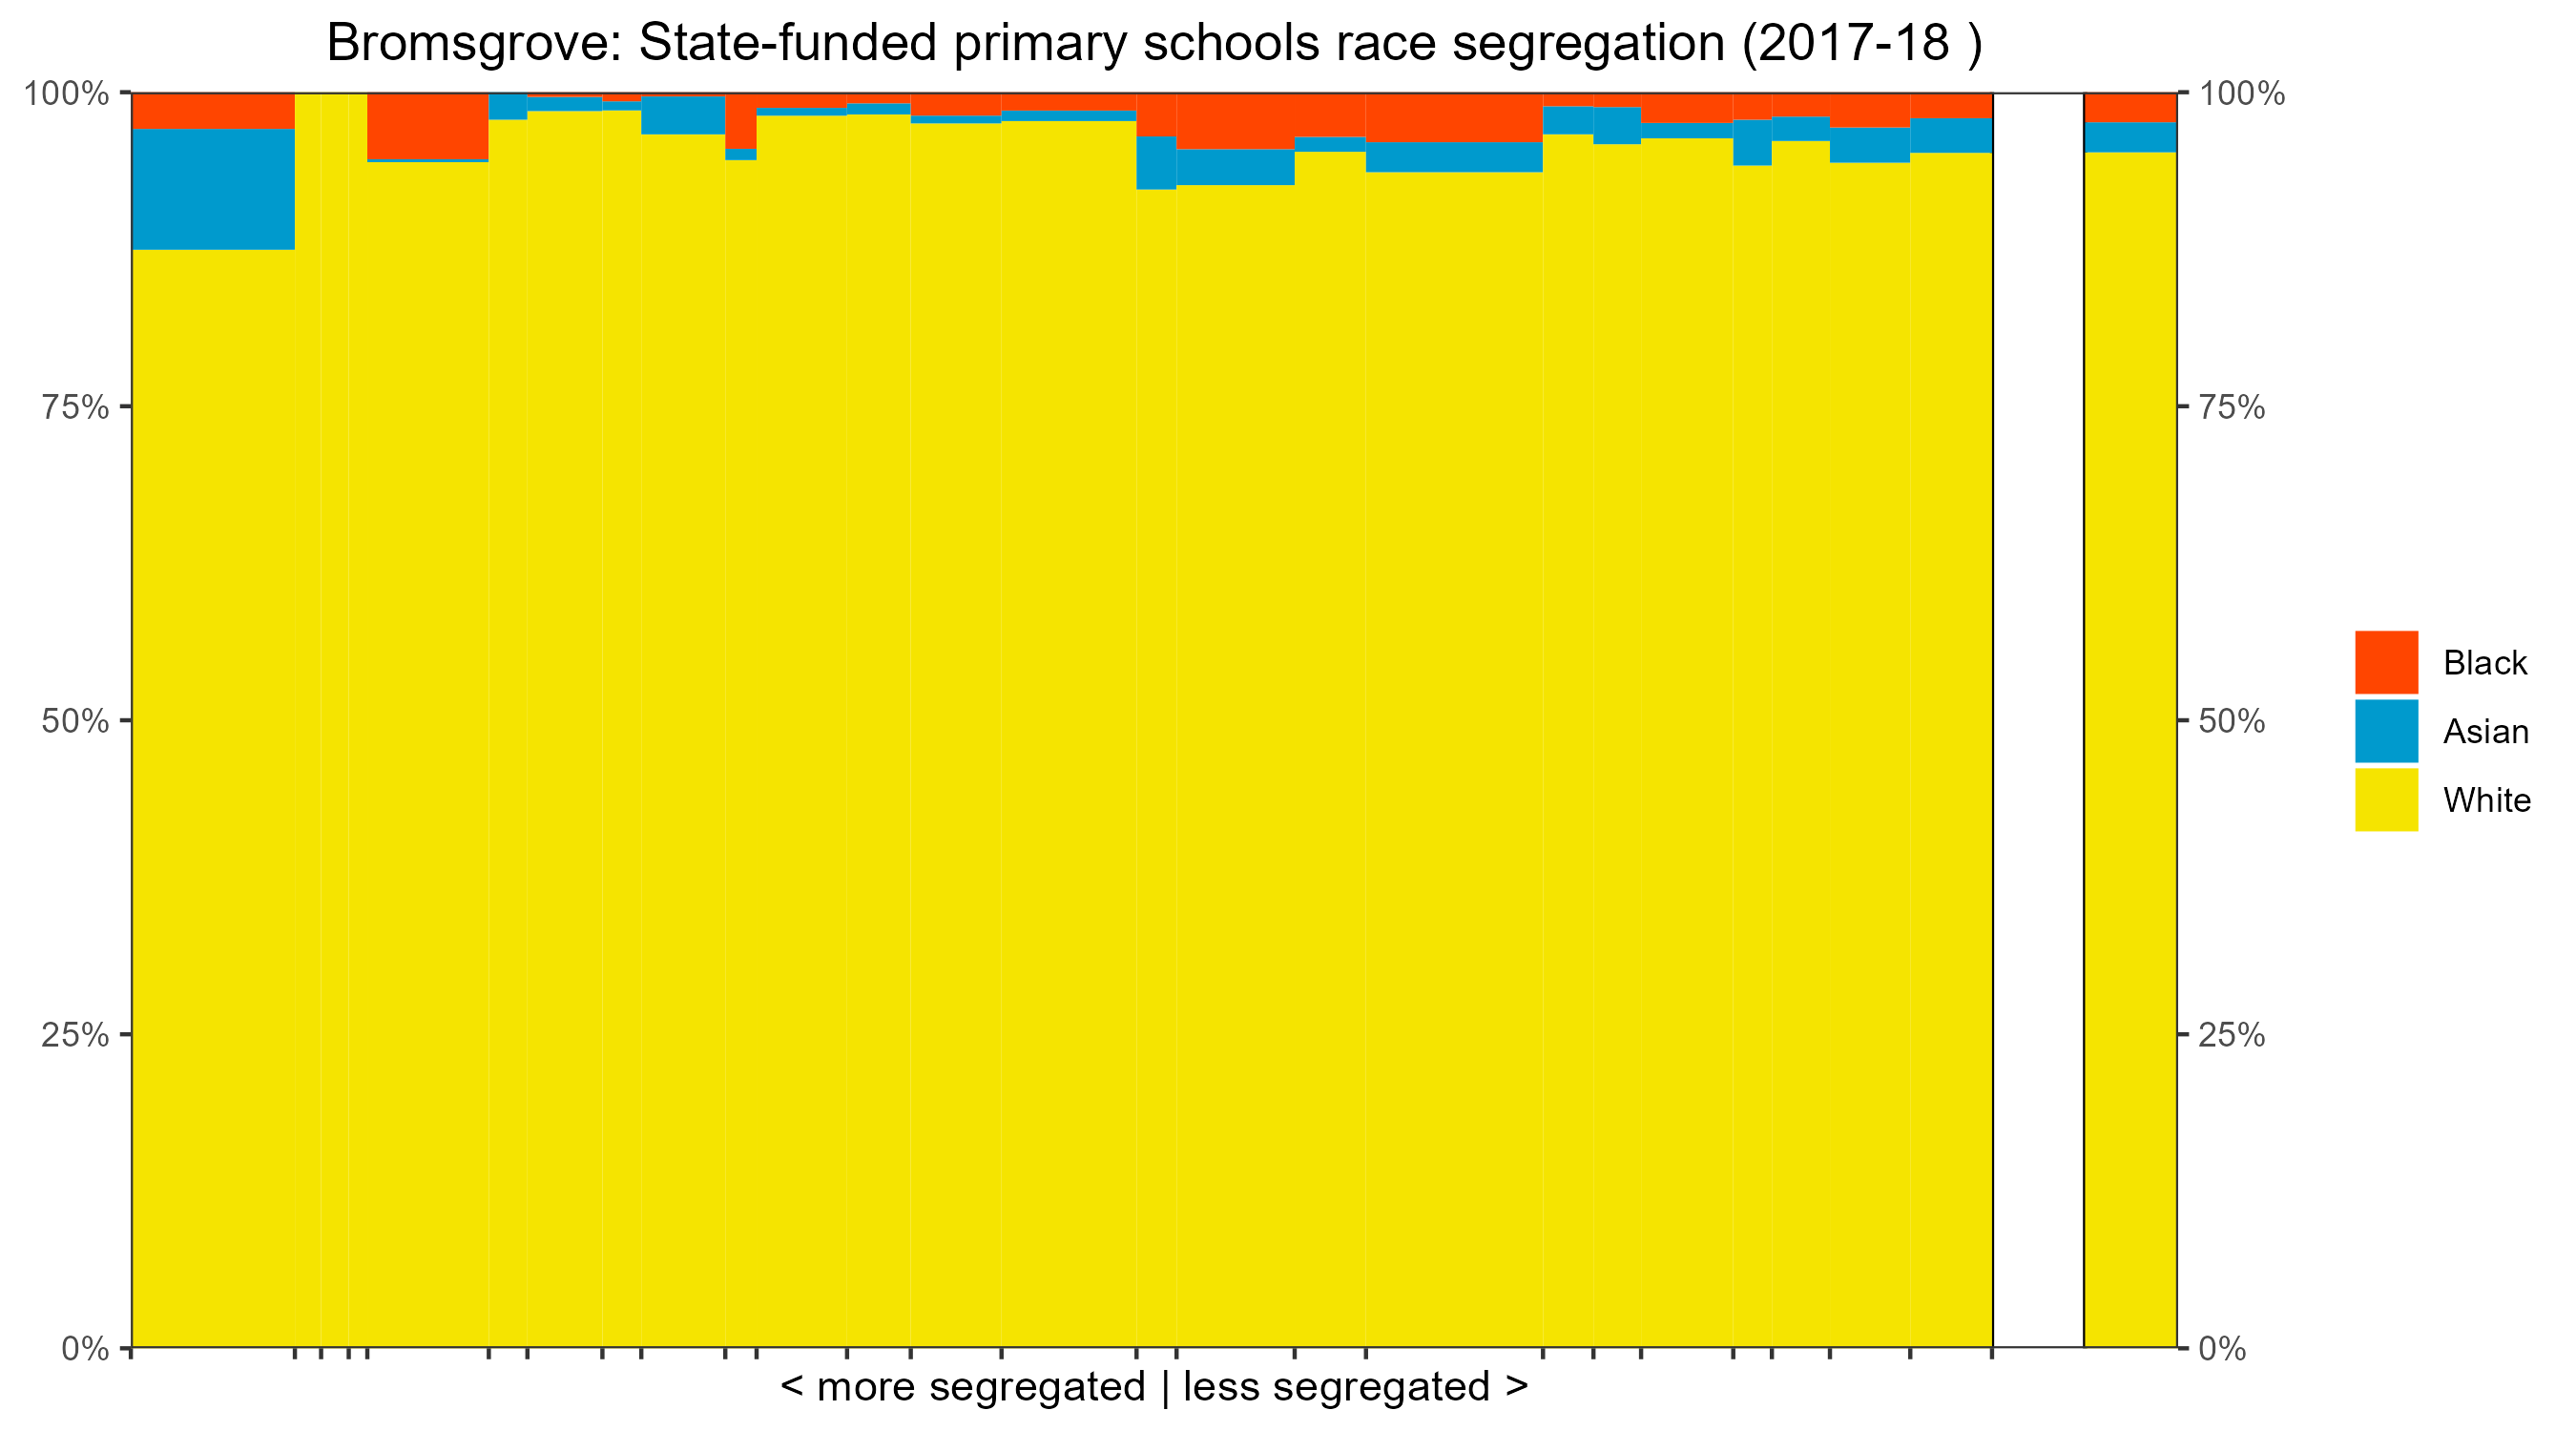 Bromsgrove: State-funded primary schools race segregation (2017-18 )
100%
100%
75%
75%
50%
50%
25%
25%
0%
0%
Black
Asian
White
< more segregated | less segregated >